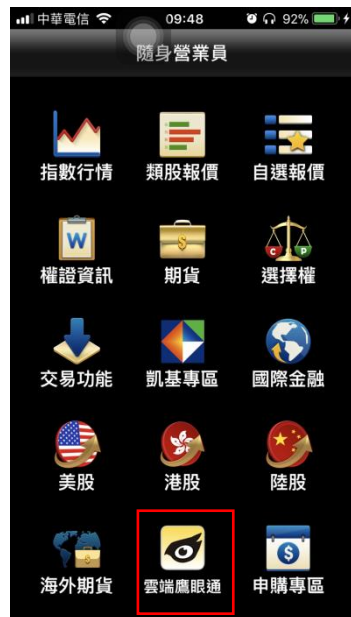 中華電信 09:48 92%
隨身營業員
指數行情 類股報價 自選報價
W $ C P
權證資訊 期貨 選擇權
交易功能 凱基專區 國際金融
美股 港股 陸股
$
海外期貨 雲端鷹眼通 申購專區